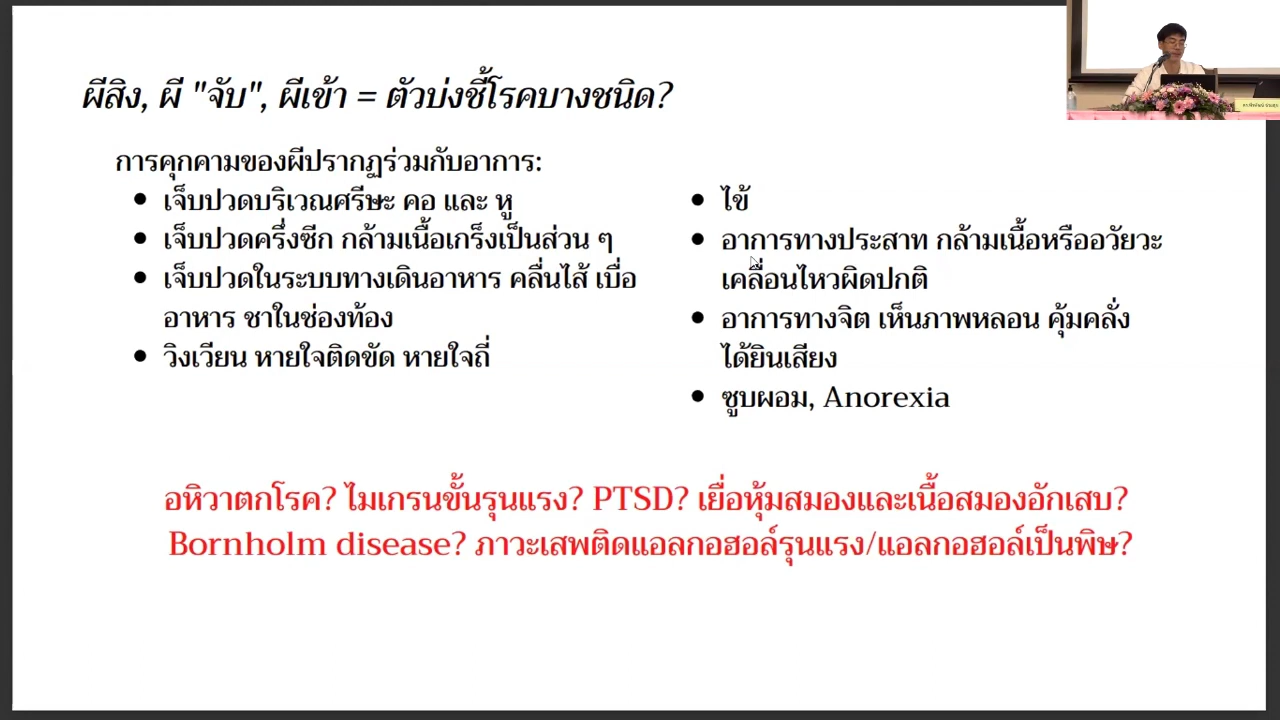 ผีสิง, ผี "จับ", ผีเข้า = ตัวบ่งชี้โรคบางชนิด?
การคุกคามของผีปรากฏร่วมกับอาการ:
เจ็บปวดบริเวณศรีษะ คอ และ หู
เจ็บปวดครึ่งซีก กล้ามเนื้อเกร็งเป็นส่วน ๆ
เจ็บปวดในระบบทางเดินอาหาร คลื่นไส้ เบื่อ
อาหาร ชาในช่องท้อง
วิงเวียน หายใจติดขัด หายใจถี่
ไข้
อาการทางประสาท กล้ามเนื้อหรืออวัยวะ
เคลื่อนไหวผิดปกติ
อาการทางจิต เห็นภาพหลอน คุ้มคลั่ง
ได้ยินเสียง
ซูบผอม, Anorexia
อหิวาตกโรค? ไมเกรนขั้นรุนแรง? PTSD? เยื่อหุ้มสมองและเนื้อสมองอักเสบ?
Bornholm disease? ภาวะเสพติดแอลกอฮอล์รุนแรง/แอลกอฮอล์เป็นพิษ?